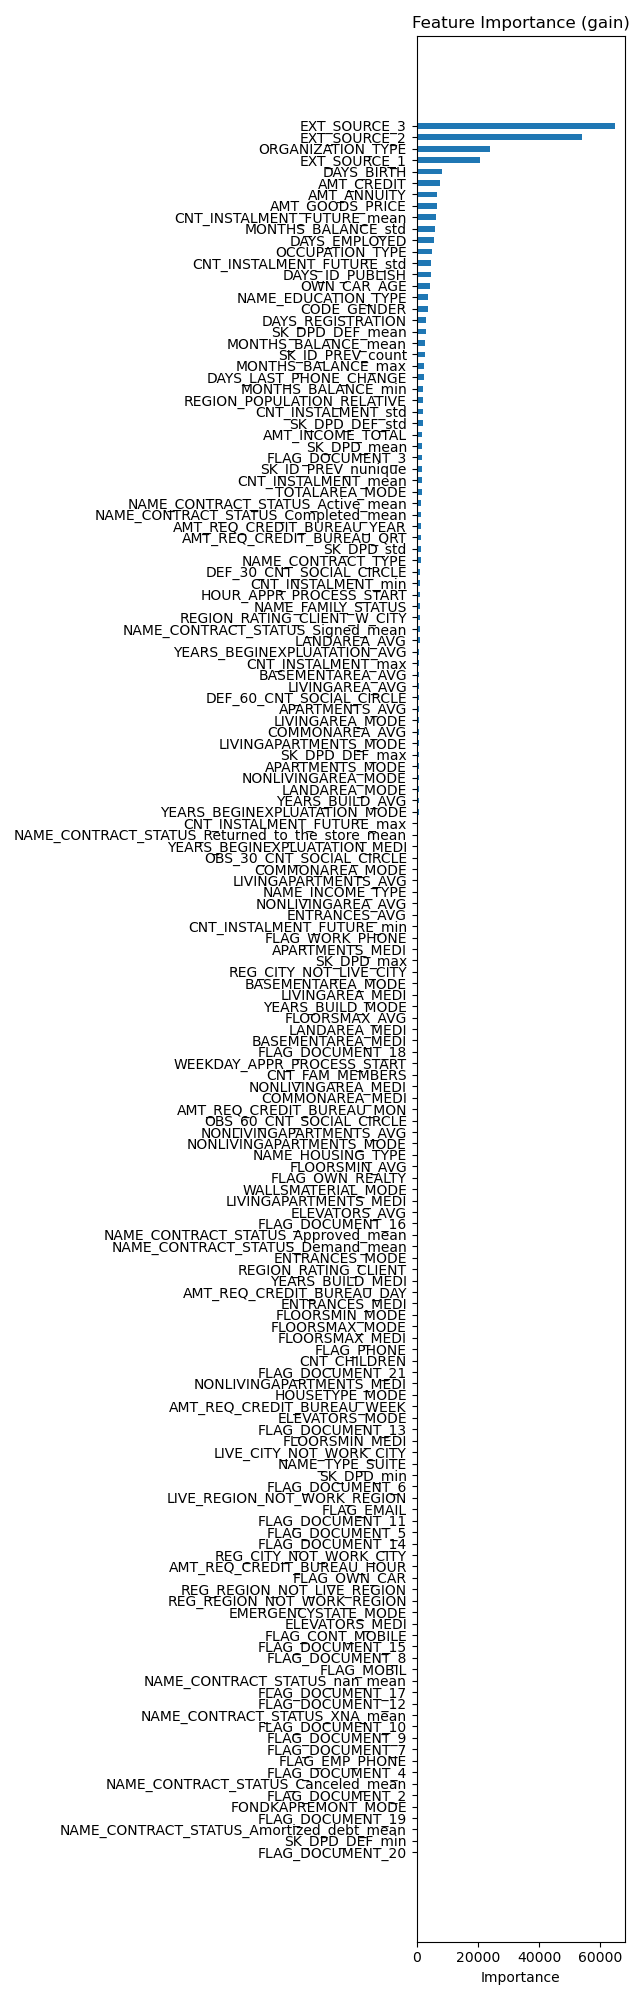 Feature Importance (gain)
EXT_SOURCE_3
EXT_SOURCE_2
ORGANIZATION_TYPE
EXT_SOURCE_1
DAYS_BIRTH
AMT_CREDIT
AMT_ANNUITY
AMT_GOODS_PRICE
CNT_INSTALMENT_FUTURE_mean
MONTHS_BALANCE_std
DAYS_EMPLOYED
OCCUPATION_TYPE
CNT_INSTALMENT_FUTURE_std
DAYS_ID_PUBLISH
OWN_CAR_AGE
NAME_EDUCATION_TYPE
CODE_GENDER
DAYS_REGISTRATION
SK_DPD_DEF_mean
MONTHS_BALANCE_mean
SK_ID_PREV_count
MONTHS_BALANCE_max
DAYS_LAST_PHONE_CHANGE
MONTHS_BALANCE_min
REGION_POPULATION_RELATIVE
CNT_INSTALMENT_std
SK_DPD_DEF_std
AMT_INCOME_TOTAL
SK_DPD_mean
FLAG_DOCUMENT_3
SK_ID_PREV_nunique
CNT_INSTALMENT_mean
TOTALAREA_MODE
NAME_CONTRACT_STATUS_Active_mean
NAME_CONTRACT_STATUS_Completed_mean
AMT_REQ_CREDIT_BUREAU_YEAR
AMT_REQ_CREDIT_BUREAU_QRT
SK_DPD_std
NAME_CONTRACT_TYPE
DEF_30_CNT_SOCIAL_CIRCLE
CNT_INSTALMENT_min
HOUR_APPR_PROCESS_START
NAME_FAMILY_STATUS
REGION_RATING_CLIENT_W_CITY
NAME_CONTRACT_STATUS_Signed_mean
LANDAREA_AVG
YEARS_BEGINEXPLUATATION_AVG
CNT_INSTALMENT_max
BASEMENTAREA_AVG
LIVINGAREA_AVG
DEF_60_CNT_SOCIAL_CIRCLE
APARTMENTS_AVG
LIVINGAREA_MODE
COMMONAREA_AVG
LIVINGAPARTMENTS_MODE
SK_DPD_DEF_max
APARTMENTS_MODE
NONLIVINGAREA_MODE
LANDAREA_MODE
YEARS_BUILD_AVG
YEARS_BEGINEXPLUATATION_MODE
CNT_INSTALMENT_FUTURE_max
NAME_CONTRACT_STATUS_Returned_to_the_store_mean
YEARS_BEGINEXPLUATATION_MEDI
OBS_30_CNT_SOCIAL_CIRCLE
COMMONAREA_MODE
LIVINGAPARTMENTS_AVG
NAME_INCOME_TYPE
NONLIVINGAREA_AVG
ENTRANCES_AVG
CNT_INSTALMENT_FUTURE_min
FLAG_WORK_PHONE
APARTMENTS_MEDI
SK_DPD_max
REG_CITY_NOT_LIVE_CITY
BASEMENTAREA_MODE
LIVINGAREA_MEDI
YEARS_BUILD_MODE
FLOORSMAX_AVG
LANDAREA_MEDI
BASEMENTAREA_MEDI
FLAG_DOCUMENT_18
WEEKDAY_APPR_PROCESS_START
CNT_FAM_MEMBERS
NONLIVINGAREA_MEDI
COMMONAREA_MEDI
AMT_REQ_CREDIT_BUREAU_MON
OBS_60_CNT_SOCIAL_CIRCLE
NONLIVINGAPARTMENTS_AVG
NONLIVINGAPARTMENTS_MODE
NAME_HOUSING_TYPE
FLOORSMIN_AVG
FLAG_OWN_REALTY
WALLSMATERIAL_MODE
LIVINGAPARTMENTS_MEDI
ELEVATORS_AVG
FLAG_DOCUMENT_16
NAME_CONTRACT_STATUS_Approved_mean
NAME_CONTRACT_STATUS_Demand_mean
ENTRANCES_MODE
REGION_RATING_CLIENT
YEARS_BUILD_MEDI
AMT_REQ_CREDIT_BUREAU_DAY
ENTRANCES_MEDI
FLOORSMIN_MODE
FLOORSMAX_MODE
FLOORSMAX_MEDI
FLAG_PHONE
CNT_CHILDREN
FLAG_DOCUMENT_21
NONLIVINGAPARTMENTS_MEDI
HOUSETYPE_MODE
AMT_REQ_CREDIT_BUREAU_WEEK
ELEVATORS_MODE
FLAG_DOCUMENT_13
FLOORSMIN_MEDI
LIVE_CITY_NOT_WORK_CITY
NAME_TYPE_SUITE
SK_DPD_min
FLAG_DOCUMENT_6
LIVE_REGION_NOT_WORK_REGION
FLAG_EMAIL
FLAG_DOCUMENT_11
FLAG_DOCUMENT_5
FLAG_DOCUMENT_14
REG_CITY_NOT_WORK_CITY
AMT_REQ_CREDIT_BUREAU_HOUR
FLAG_OWN_CAR
REG_REGION_NOT_LIVE_REGION
REG_REGION_NOT_WORK_REGION
EMERGENCYSTATE_MODE
ELEVATORS_MEDI
FLAG_CONT_MOBILE
FLAG_DOCUMENT_15
FLAG_DOCUMENT_8
FLAG_MOBIL
NAME_CONTRACT_STATUS_nan_mean
FLAG_DOCUMENT_17
FLAG_DOCUMENT_12
NAME_CONTRACT_STATUS_XNA_mean
FLAG_DOCUMENT_10
FLAG_DOCUMENT_9
FLAG_DOCUMENT_7
FLAG_EMP_PHONE
FLAG_DOCUMENT_4
NAME_CONTRACT_STATUS_Canceled_mean
FLAG_DOCUMENT_2
FONDKAPREMONT_MODE
FLAG_DOCUMENT_19
NAME_CONTRACT_STATUS_Amortized_debt_mean
SK_DPD_DEF_min
FLAG_DOCUMENT_20
0 20000 40000 60000
Importance